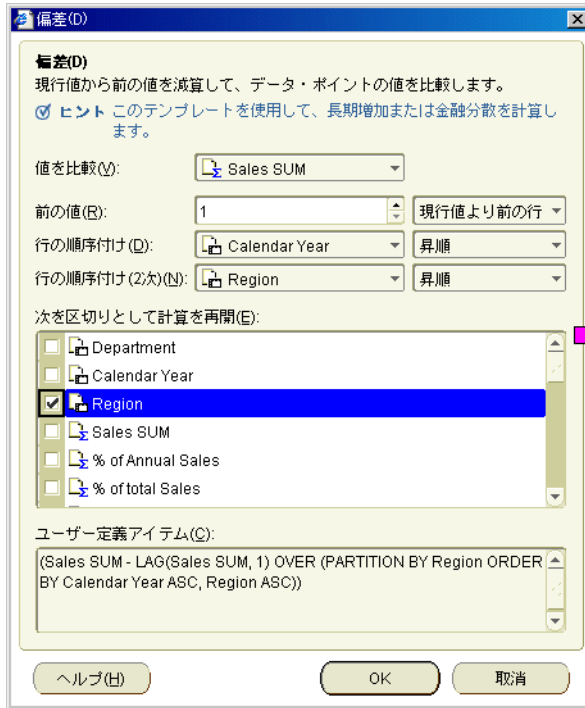 偏差(D)
偏差(D)
現行値から前の値を減算して、データ・ポイントの値を比較します。
ヒント このテンプレートを使用して、長期増加または金融分散を計算し
ます。
値を比較(V): Sales SUM
前の値(R): 1 現行値より前の行
行の順序付け(D): Calendar Year 昇順
行の順序付け(2次)(N): Region 昇順
次を区切りとして計算を再開(E):
Department
Calendar Year
Region
Sales SUM
% of Annual Sales
% of total Sales
ユーザー定義アイテム(C):
(Sales SUM - LAG(Sales SUM, 1) OVER (PARTITION BY Region ORDER
BY Calendar Year ASC, Region ASC))
ヘルプ(H) OK 取消